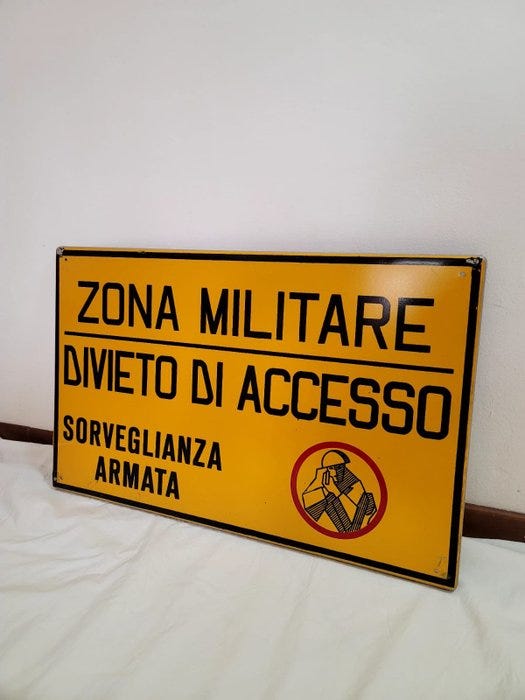 ZONA MILITARE
DIVIETO DI ACCESSO
SORVEGLIANZA
ARMATA